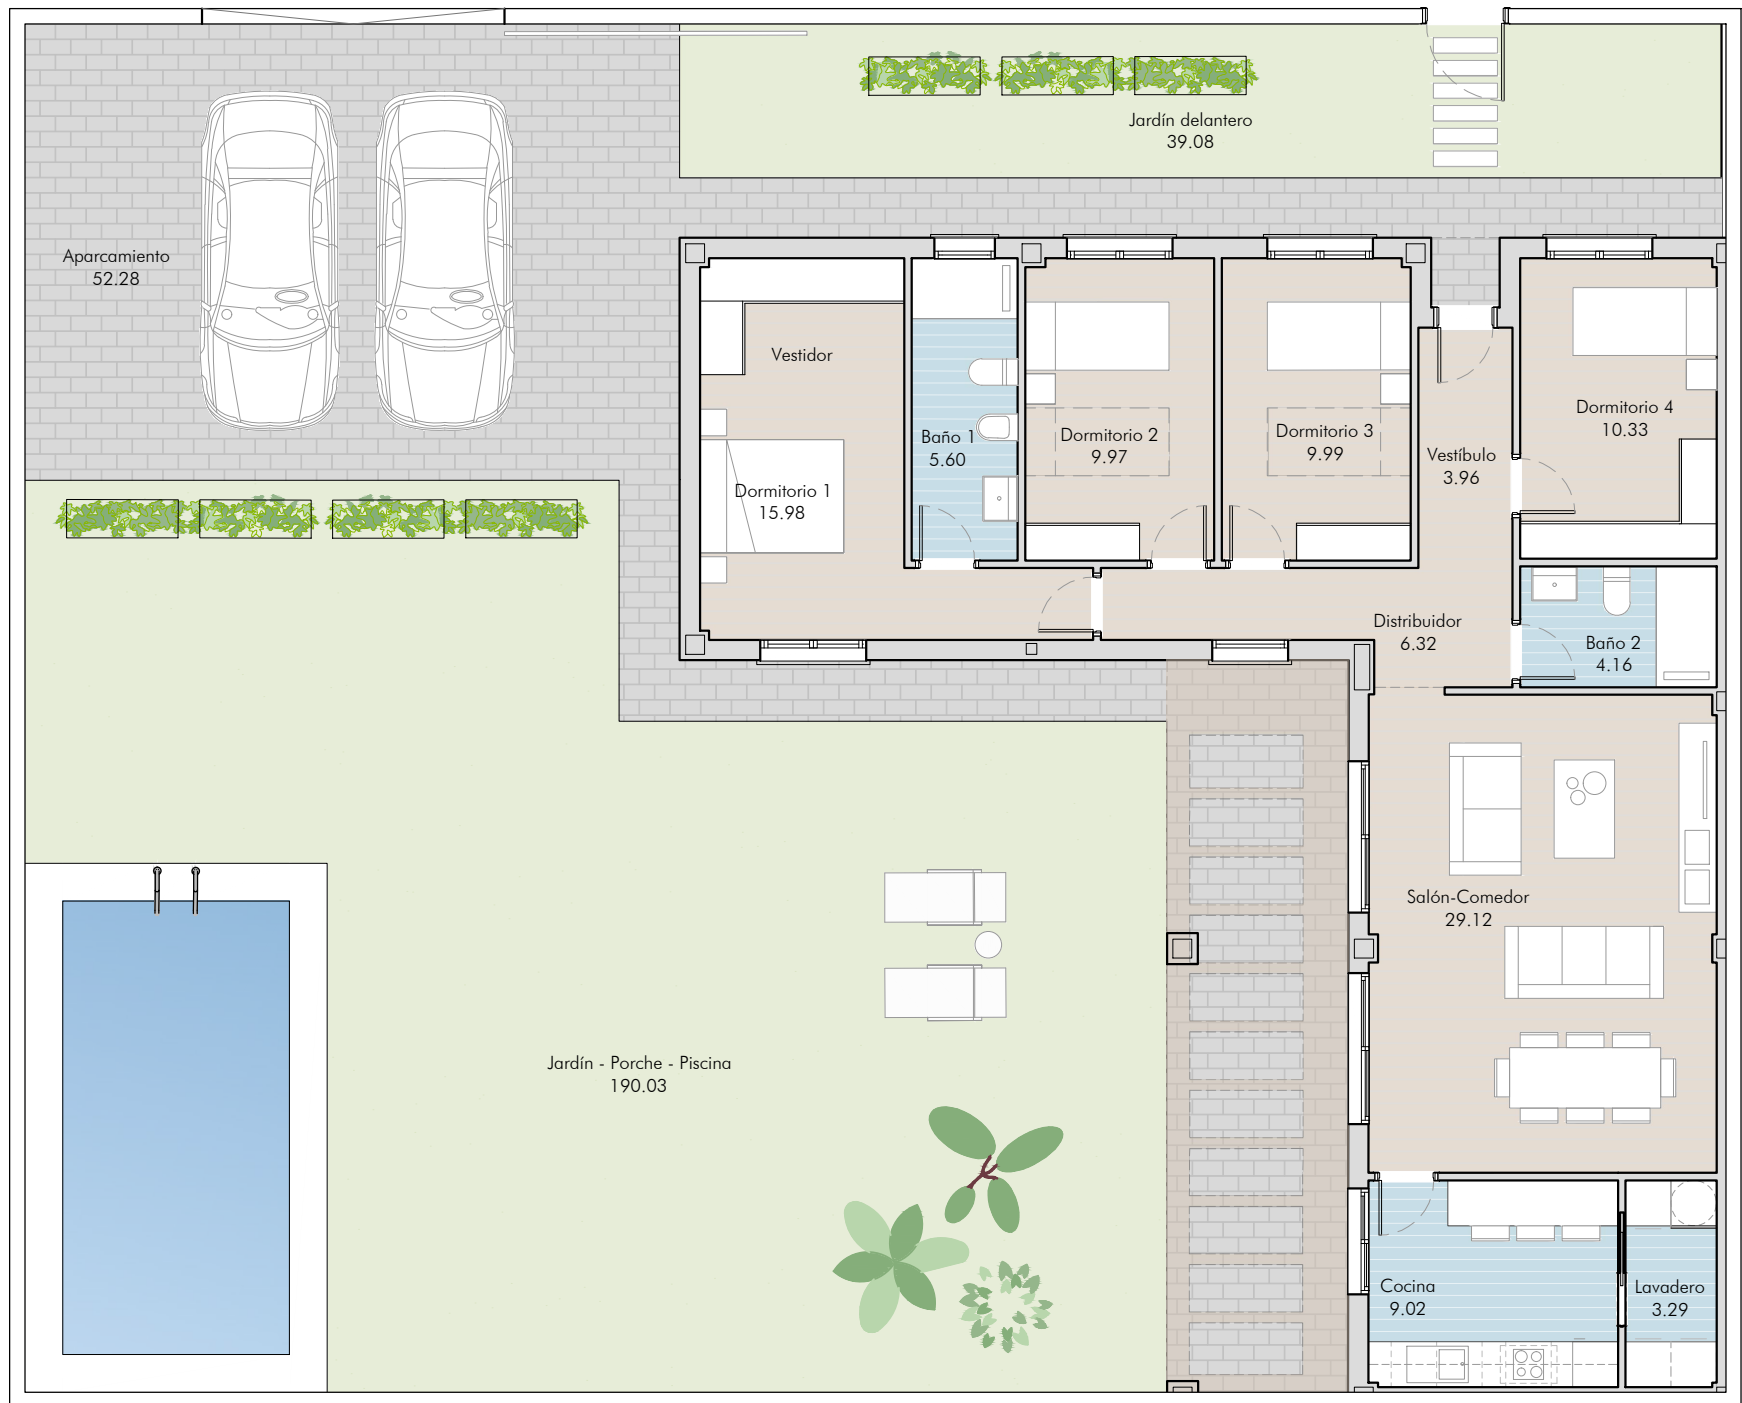 Jardín delantero
39.08
Aparcamiento
52.28
Vestidor
Dormitorio 4
10.33
Baño 1
5.60
Dormitorio 2
9.97
Dormitorio 3
9.99
Vestíbulo
3.96
Dormitorio 1
15.98
Distribuidor
6.32
Baño 2
4.16
Salón-Comedor
29.12
Jardín - Porche - Piscina
190.03
Cocina
9.02
Lavadero
3.29